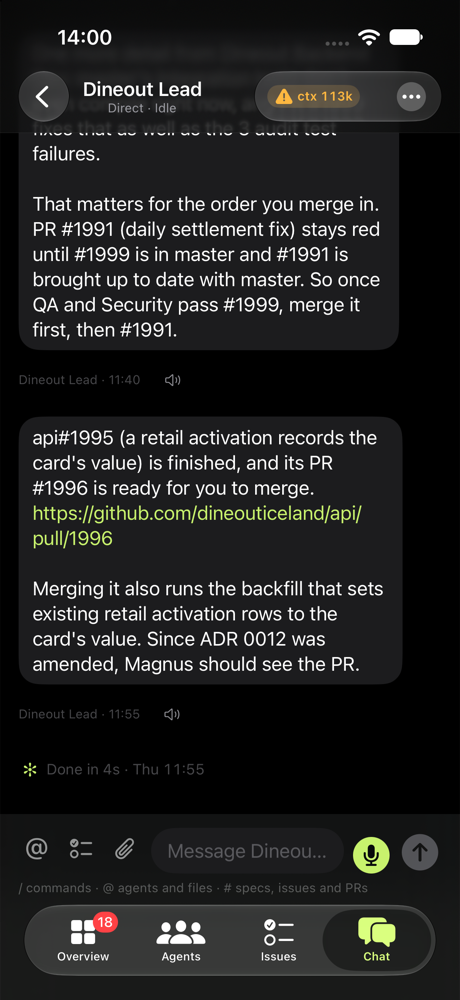 14:00
Dineout Lead
Direct · Idle
ctx 113k
fixes that as well as the 3 audit test
failures.
That matters for the order you merge in.
PR #1991 (daily settlement fix) stays red
until #1999 is in master and #1991 is
brought up to date with master. So once
QA and Security pass #1999, merge it
first, then #1991.
Dineout Lead · 11:40
api#1995 (a retail activation records the
card's value) is finished, and its PR
#1996 is ready for you to merge.
https://github.com/dineouticeland/api/
pull/1996
Merging it also runs the backfill that sets
existing retail activation rows to the
card's value. Since ADR 0012 was
amended, Magnus should see the PR.
Dineout Lead · 11:55
Done in 4s · Thu 11:55
Message Dineou...
/ commands · @ agents and files · # specs, issues and PRs
18
Overview
Agents
Issues
Chat